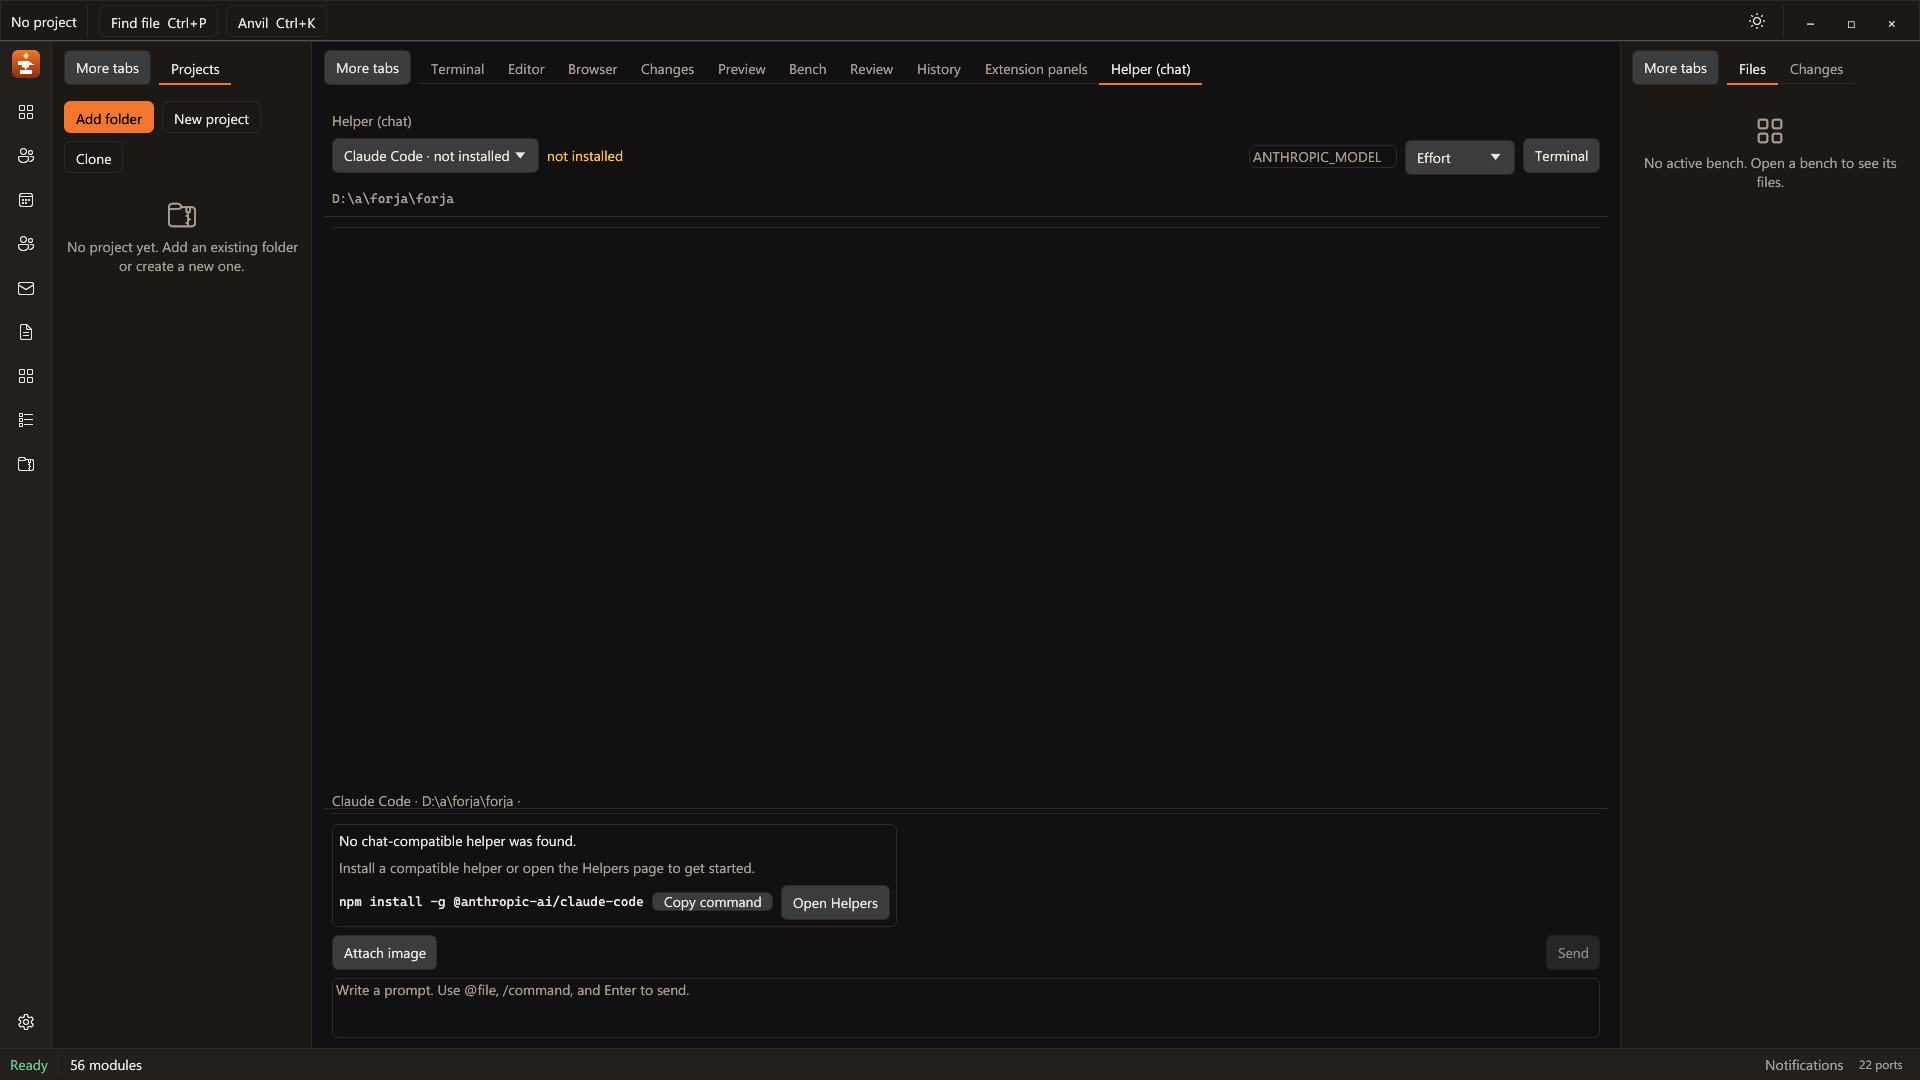 No project
Find file Ctrl+P
Anvil Ctrl+K
More tabs
Projects
Add folder
New project
Clone
No project yet. Add an existing folder
or create a new one.
More tabs
Terminal
Editor
Browser
Changes
Preview
Bench
Review
History
Extension panels
Helper (chat)
Helper (chat)
Claude Code · not installed
not installed
ANTHROPIC_MODEL
Effort
Terminal
D:\a\forja\forja
Claude Code · D:\a\forja\forja ·
No chat-compatible helper was found.
Install a compatible helper or open the Helpers page to get started.
npm install -g @anthropic-ai/claude-code
Copy command
Open Helpers
Attach image
Send
Write a prompt. Use @file, /command, and Enter to send.
More tabs
Files
Changes
No active bench. Open a bench to see its
files.
Ready
56 modules
Notifications
22 ports